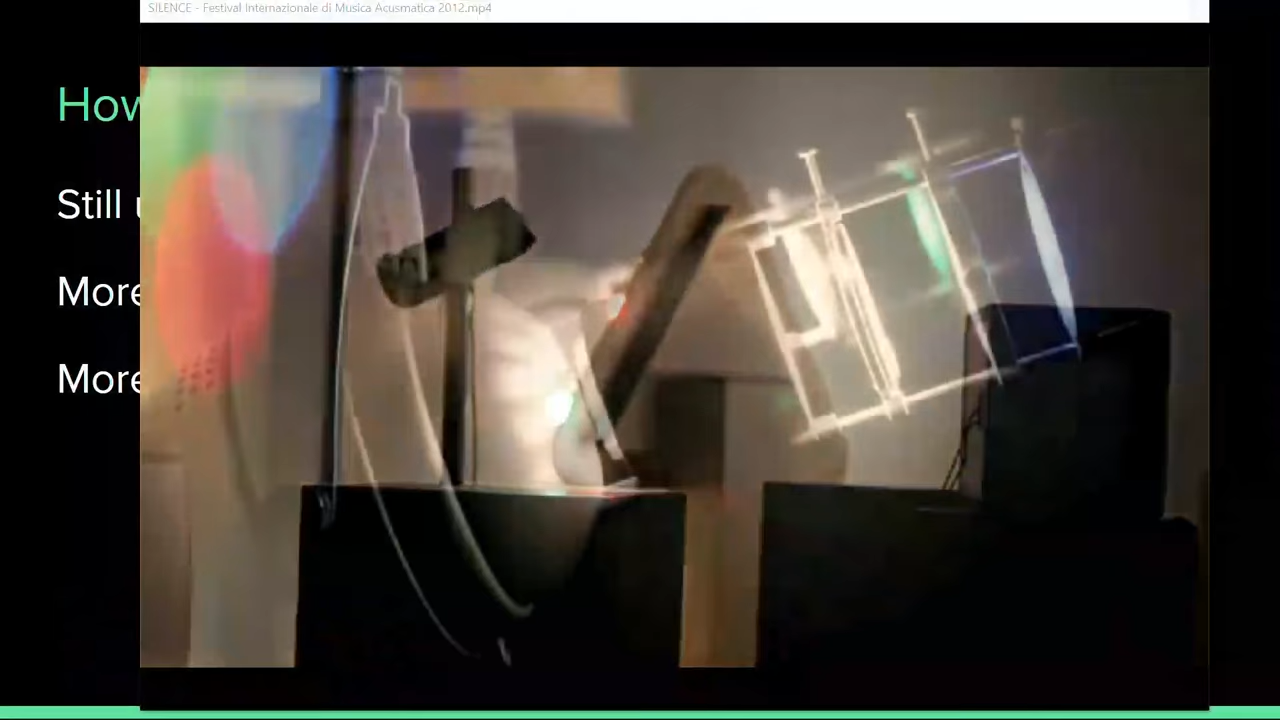 SILENCE - Festival Internazionale di Musica Acusmatica 2012.mp4
How
Still
More
More